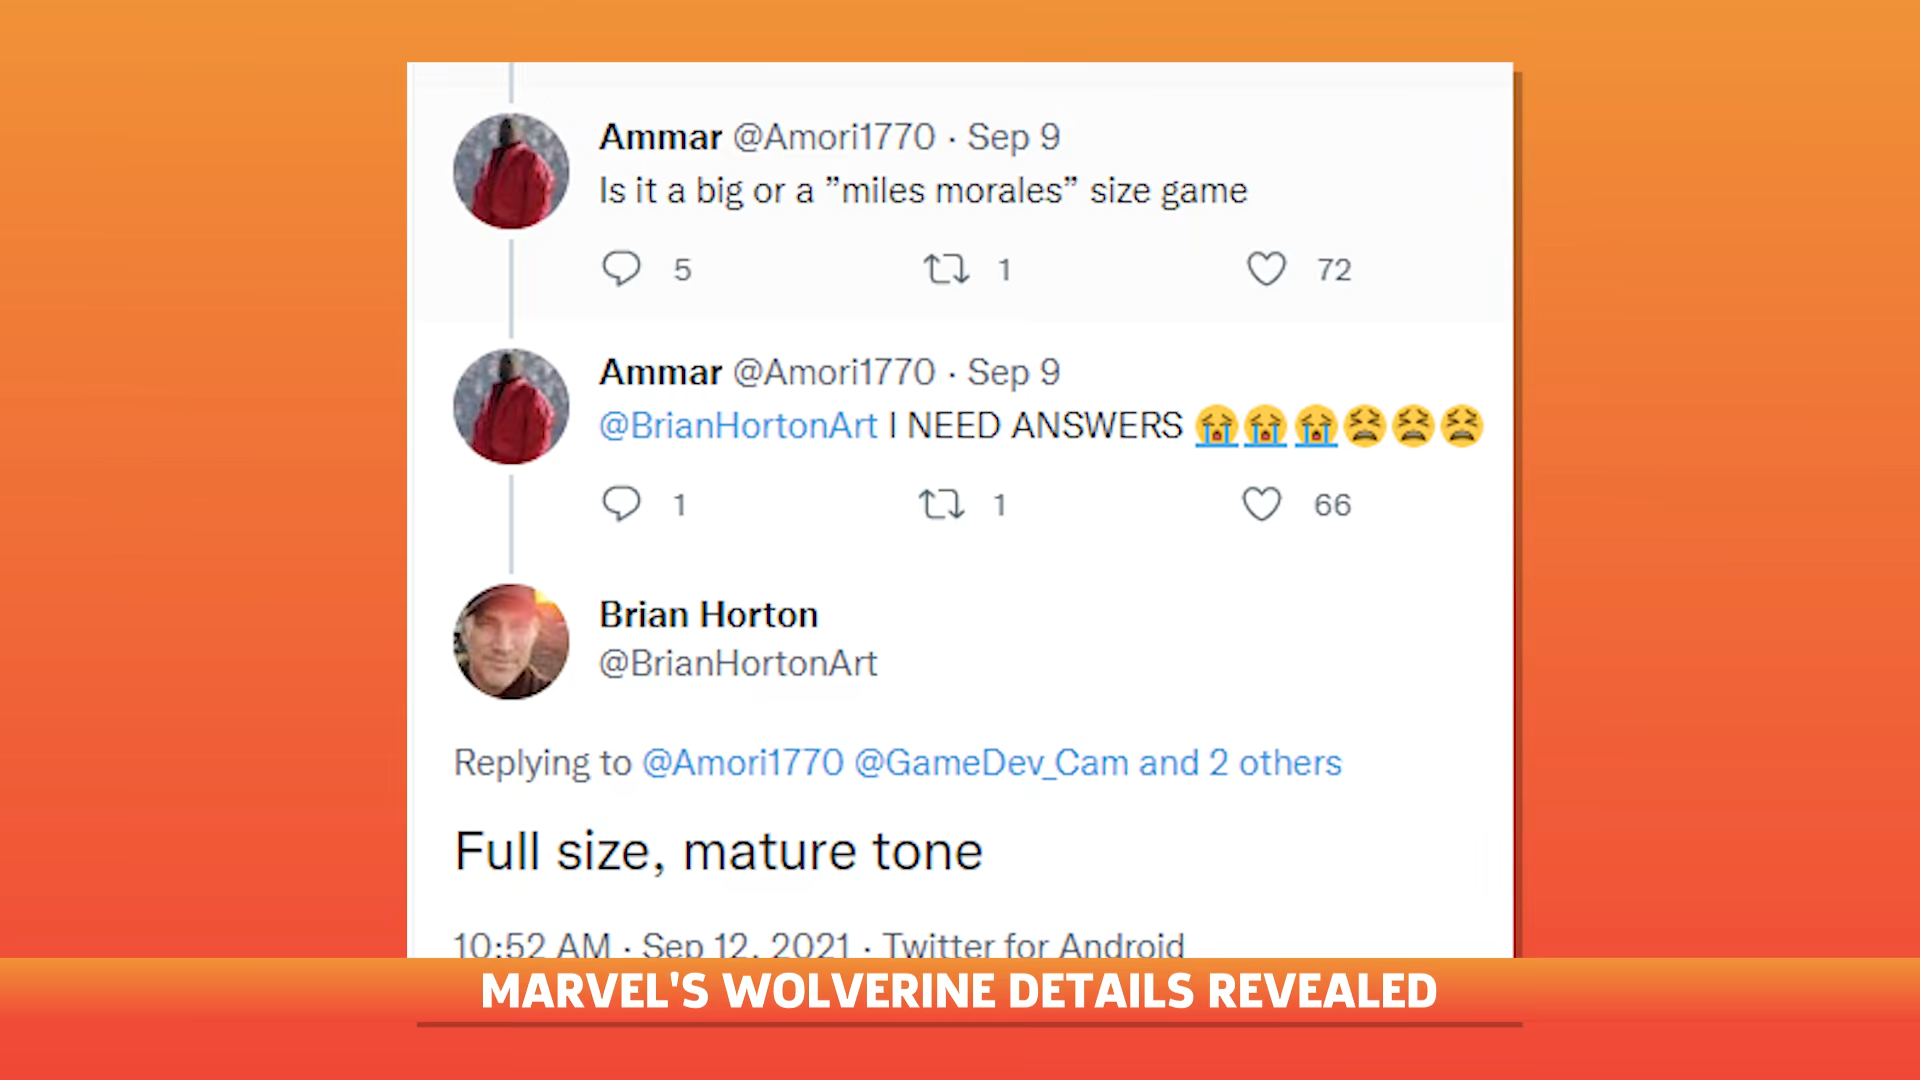 Ammar @Amori1770 · Sep 9
Is it a big or a ”miles morales” size game
5 1 72
Ammar @Amori1770 · Sep 9
@BrianHortonArt I NEED ANSWERS 😭😭😭😫😫😫
1 1 66
Brian Horton
@BrianHortonArt
Replying to @Amori1770 @GameDev_Cam and 2 others
Full size, mature tone
10:52 AM · Sep 12, 2021 · Twitter for Android
MARVEL'S WOLVERINE DETAILS REVEALED